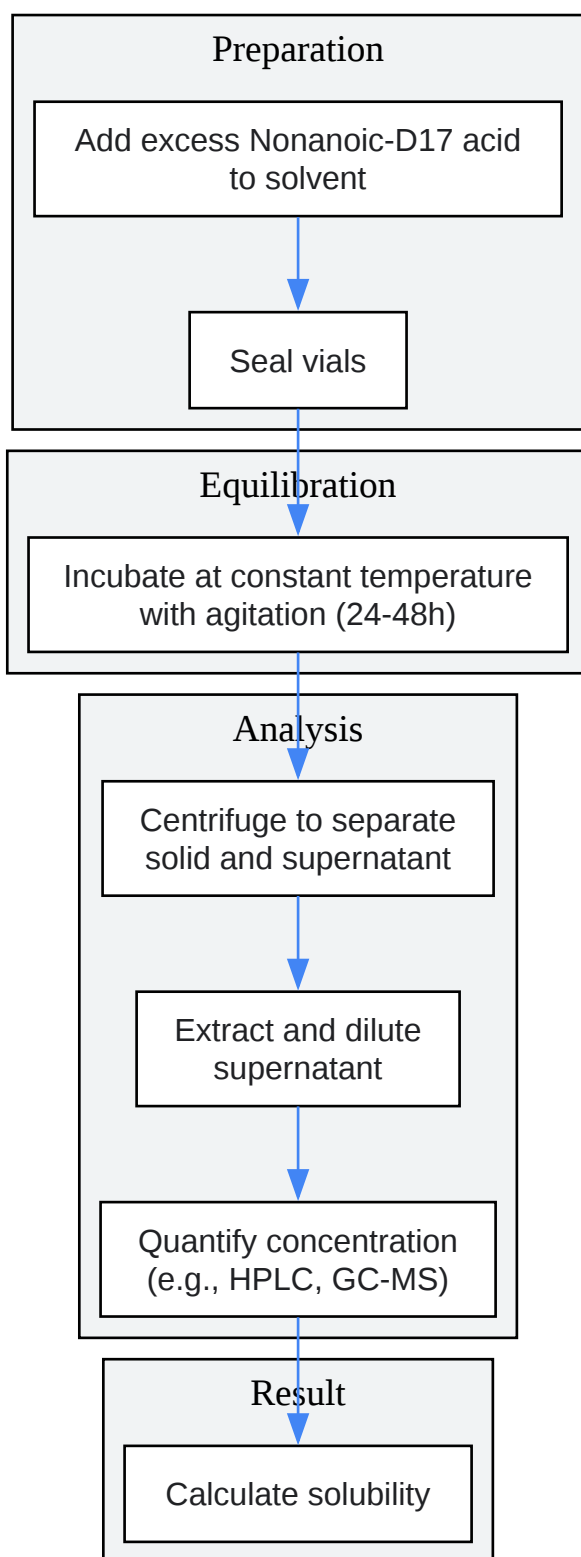 Preparation
Add excess Nonanoic-D17 acid
to solvent
Seal vials
Equilibration
Incubate at constant temperature
with agitation (24-48h)
Analysis
Centrifuge to separate
solid and supernatant
Extract and dilute
supernatant
Quantify concentration
(e.g., HPLC, GC-MS)
Result
Calculate solubility